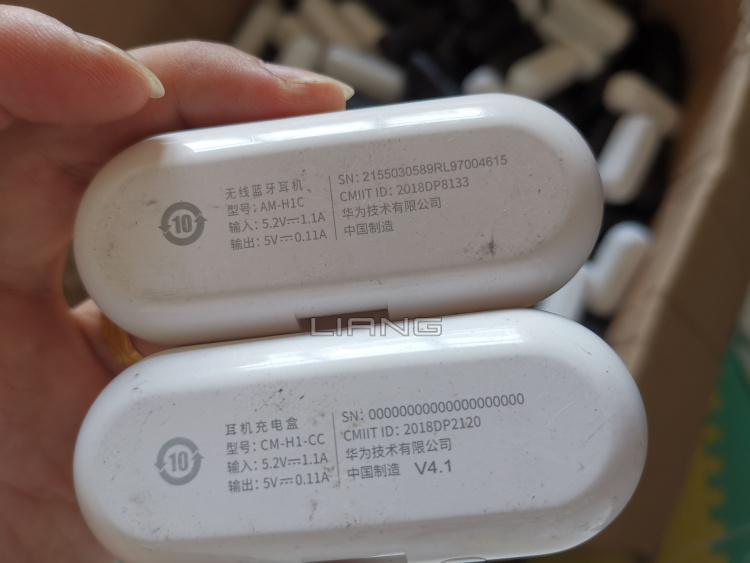 无线蓝牙耳机
型号: AM-H1C
输入: 5.2V⎓1.1A
输出: 5V⎓0.11A
10
SN: 2155030589RL97004615
CMIIT ID: 2018DP8133
华为技术有限公司
中国制造
LIANG
耳机充电盒
型号: CM-H1-CC
输入: 5.2V⎓1.1A
输出: 5V⎓0.11A
10
SN: 00000000000000000000
CMIIT ID: 2018DP2120
华为技术有限公司
中国制造 V4.1